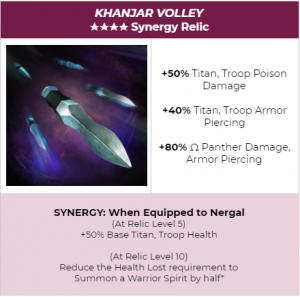 KHANJAR VOLLEY
★★★★ Synergy Relic
+50% Titan, Troop Poison
Damage
+40% Titan, Troop Armor
Piercing
+80% Ω Panther Damage,
Armor Piercing
SYNERGY: When Equipped to Nergal
(At Relic Level 5)
+50% Base Titan, Troop Health
(At Relic Level 10)
Reduce the Health Lost requirement to
Summon a Warrior Spirit by half*